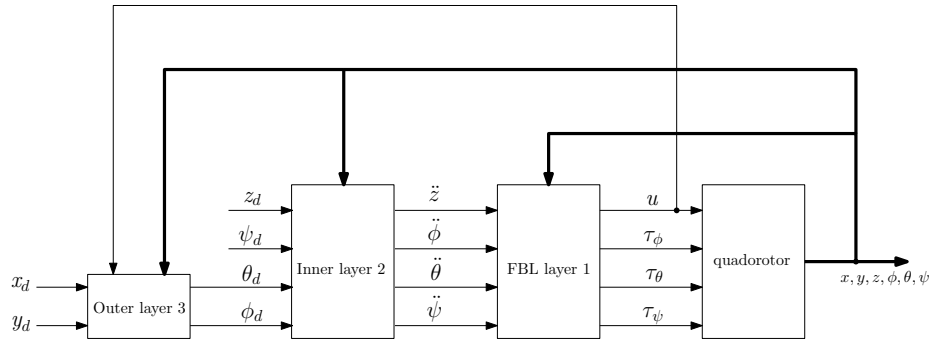 x_d
y_d
Outer layer 3
z_d
ψ_d
θ_d
ϕ_d
Inner layer 2
z̈
ϕ̈
θ̈
ψ̈
FBL layer 1
u
τ_ϕ
τ_θ
τ_ψ
quadorotor
x, y, z, ϕ, θ, ψ